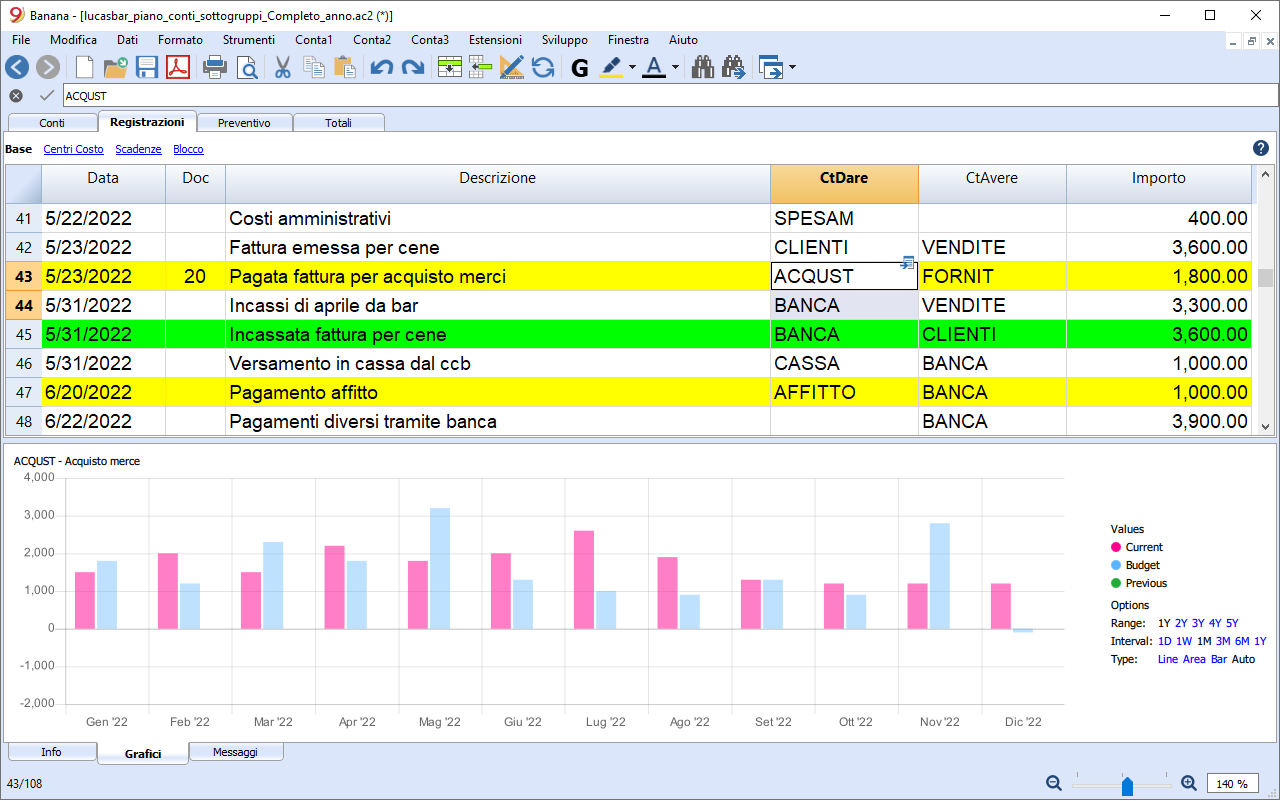 Banana - [lucasbar_piano_conti_sottogruppi_Completo_anno.ac2 (*)]
File Modifica Dati Formato Strumenti Conta1 Conta2 Conta3 Estensioni Sviluppo Finestra Aiuto
G A
ACQUST
Conti Registrazioni Preventivo Totali
Base Centri Costo Scadenze Blocco ?
Data Doc Descrizione CtDare CtAvere Importo
41 5/22/2022 Costi amministrativi SPESAM 400.00
42 5/23/2022 Fattura emessa per cene CLIENTI VENDITE 3,600.00
43 5/23/2022 20 Pagata fattura per acquisto merci ACQUST FORNIT 1,800.00
44 5/31/2022 Incassi di aprile da bar BANCA VENDITE 3,300.00
45 5/31/2022 Incassata fattura per cene BANCA CLIENTI 3,600.00
46 5/31/2022 Versamento in cassa dal ccb CASSA BANCA 1,000.00
47 6/20/2022 Pagamento affitto AFFITTO BANCA 1,000.00
48 6/22/2022 Pagamenti diversi tramite banca BANCA 3,900.00
ACQUST - Acquisto merce
4,000
3,000
2,000
1,000
0
-1,000
-2,000
Gen '22 Feb '22 Mar '22 Apr '22 Mag '22 Giu '22 Lug '22 Ago '22 Set '22 Ott '22 Nov '22 Dic '22
Values
Current
Budget
Previous
Options
Range: 1Y 2Y 3Y 4Y 5Y
Interval: 1D 1W 1M 3M 6M 1Y
Type: Line Area Bar Auto
Info Grafici Messaggi
43/108 140 %